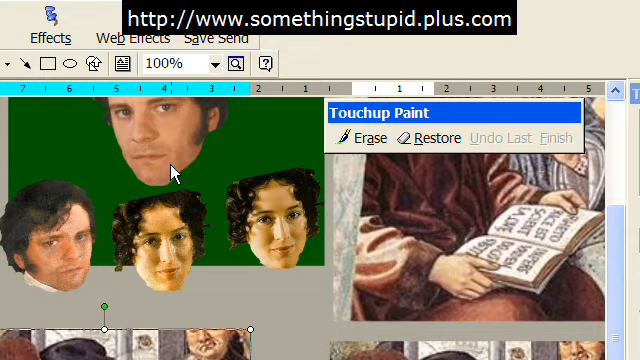 http://www.somethingstupid.plus.com
Effects Web Effects Save Send
100%
7 6 5 4 3 2 1 1 2 3 4 5
Touchup Paint
Erase Restore Undo Last Finish